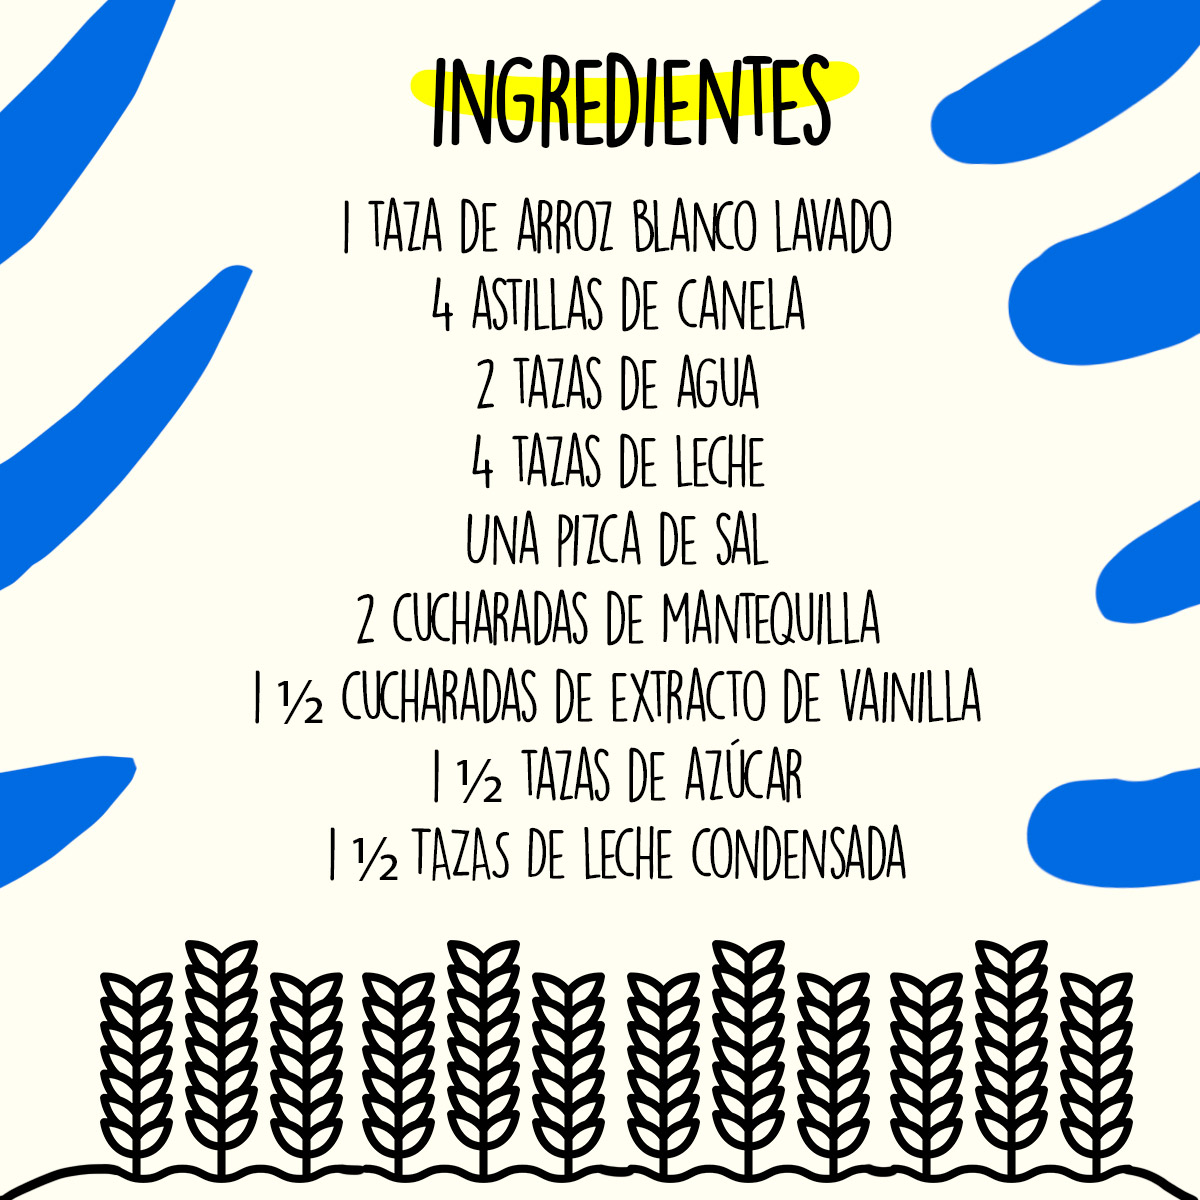 INGREDIENTES
1 TAZA DE ARROZ BLANCO LAVADO
4 ASTILLAS DE CANELA
2 TAZAS DE AGUA
4 TAZAS DE LECHE
UNA PIZCA DE SAL
2 CUCHARADAS DE MANTEQUILLA
1 ½ CUCHARADAS DE EXTRACTO DE VAINILLA
1 ½ TAZAS DE AZÚCAR
1 ½ TAZAS DE LECHE CONDENSADA